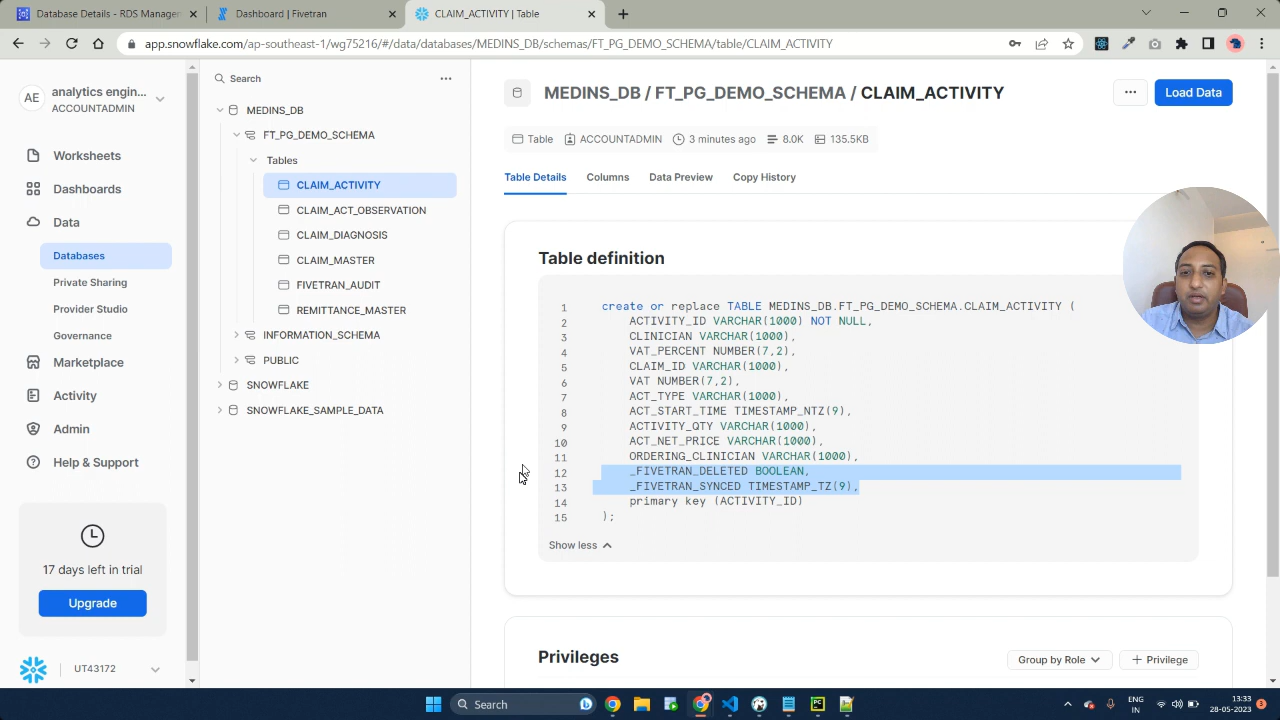 Database Details - RDS Manager
Dashboard | Fivetran
CLAIM_ACTIVITY | Table
app.snowflake.com/ap-southeast-1/wg75216/#/data/databases/MEDINS_DB/schemas/FT_PG_DEMO_SCHEMA/table/CLAIM_ACTIVITY
AE
analytics engin...
ACCOUNTADMIN
Worksheets
Dashboards
Data
Databases
Private Sharing
Provider Studio
Governance
Marketplace
Activity
Admin
Help & Support
17 days left in trial
Upgrade
UT43172
Search
MEDINS_DB
FT_PG_DEMO_SCHEMA
Tables
CLAIM_ACTIVITY
CLAIM_ACT_OBSERVATION
CLAIM_DIAGNOSIS
CLAIM_MASTER
FIVETRAN_AUDIT
REMITTANCE_MASTER
INFORMATION_SCHEMA
PUBLIC
SNOWFLAKE
SNOWFLAKE_SAMPLE_DATA
MEDINS_DB / FT_PG_DEMO_SCHEMA / CLAIM_ACTIVITY
Load Data
Table ACCOUNTADMIN 3 minutes ago 8.0K 135.5KB
Table Details Columns Data Preview Copy History
Table definition
1 create or replace TABLE MEDINS_DB.FT_PG_DEMO_SCHEMA.CLAIM_ACTIVITY (
2 ACTIVITY_ID VARCHAR(1000) NOT NULL,
3 CLINICIAN VARCHAR(1000),
4 VAT_PERCENT NUMBER(7,2),
5 CLAIM_ID VARCHAR(1000),
6 VAT NUMBER(7,2),
7 ACT_TYPE VARCHAR(1000),
8 ACT_START_TIME TIMESTAMP_NTZ(9),
9 ACTIVITY_QTY VARCHAR(1000),
10 ACT_NET_PRICE VARCHAR(1000),
11 ORDERING_CLINICIAN VARCHAR(1000),
12 _FIVETRAN_DELETED BOOLEAN,
13 _FIVETRAN_SYNCED TIMESTAMP_TZ(9),
14 primary key (ACTIVITY_ID)
15 );
Show less
Privileges
Group by Role
+ Privilege
Search
ENG
IN
13:33
28-05-2023
3